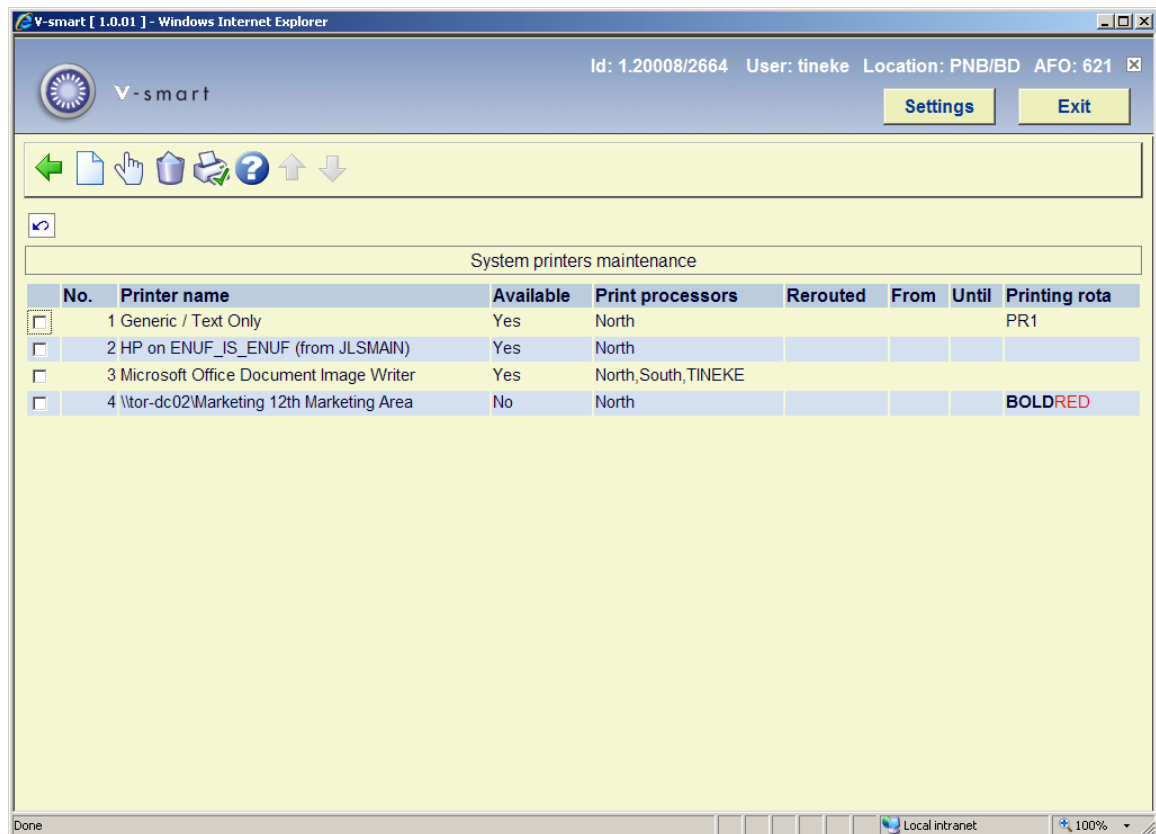 V-smart [ 1.0.01 ] - Windows Internet Explorer
Id: 1.20008/2664 User: tineke Location: PNB/BD AFO: 621
V-smart
Settings Exit
System printers maintenance
No. Printer name Available Print processors Rerouted From Until Printing rota
1 Generic / Text Only Yes North PR1
2 HP on ENUF_IS_ENUF (from JLSMAIN) Yes North
3 Microsoft Office Document Image Writer Yes North,South,TINEKE
4 \\tor-dc02\Marketing 12th Marketing Area No North BOLDRED
Done Local intranet 100%